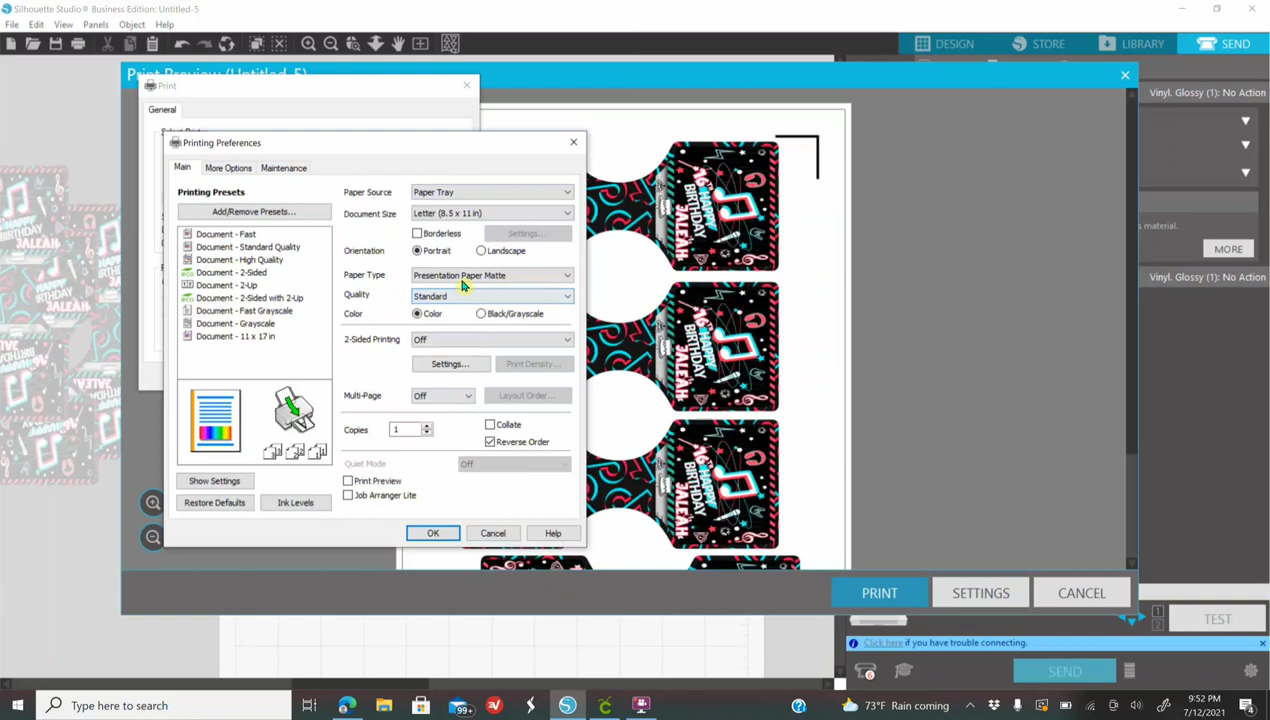 Silhouette Studio® Business Edition: Untitled-5
File Edit View Panels Object Help
DESIGN STORE LIBRARY SEND
Print Preview (Untitled-5)
Print
General
Vinyl, Glossy (1): No Action
Printing Preferences
Main More Options Maintenance
Printing Presets
Add/Remove Presets...
Document - Fast
Document - Standard Quality
Document - High Quality
Document - 2-Sided
Document - 2-Up
Document - 2-Sided with 2-Up
Document - Fast Grayscale
Document - Grayscale
Document - 11 x 17 in
Show Settings
Restore Defaults Ink Levels
Paper Source Paper Tray
Document Size Letter (8.5 x 11 in)
Borderless Settings...
Orientation Portrait Landscape
Paper Type Presentation Paper Matte
Quality Standard
Color Color Black/Grayscale
2-Sided Printing Off
Settings... Print Density...
Multi-Page Off Layout Order...
Copies 1 Collate
Reverse Order
Quiet Mode Off
Print Preview
Job Arranger Lite
OK Cancel Help
HAPPY 16TH BIRTHDAY JALEAH
HAPPY 16TH BIRTHDAY JALEAH
HAPPY 16TH BIRTHDAY JALEAH
material.
MORE
Vinyl, Glossy (1): No Action
PRINT SETTINGS CANCEL
1
2
TEST
Click here if you have trouble connecting.
SEND
Type here to search
99+
73°F Rain coming
9:52 PM
7/12/2021
4